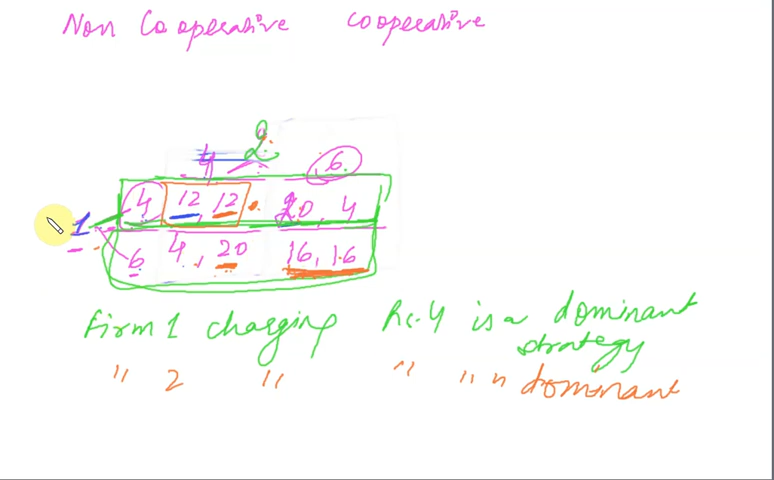 Non Cooperative cooperative
2
4 6
1 4 12, 12 20, 4
6 4, 20 16, 16
Firm 1 charging Rs. 4 is a dominant
strategy
" 2 " " " " dominant